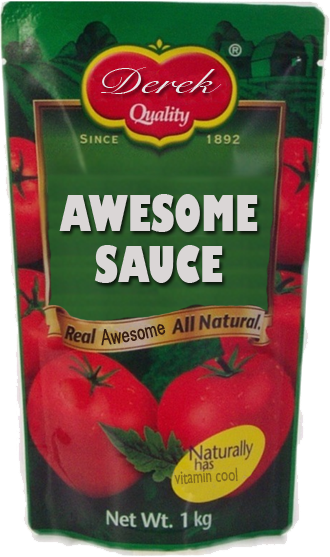 Derek
®
Quality
SINCE 1892
AWESOME
SAUCE
Real Awesome All Natural.
Naturally
has
vitamin cool
Net. Wt. 1 kg